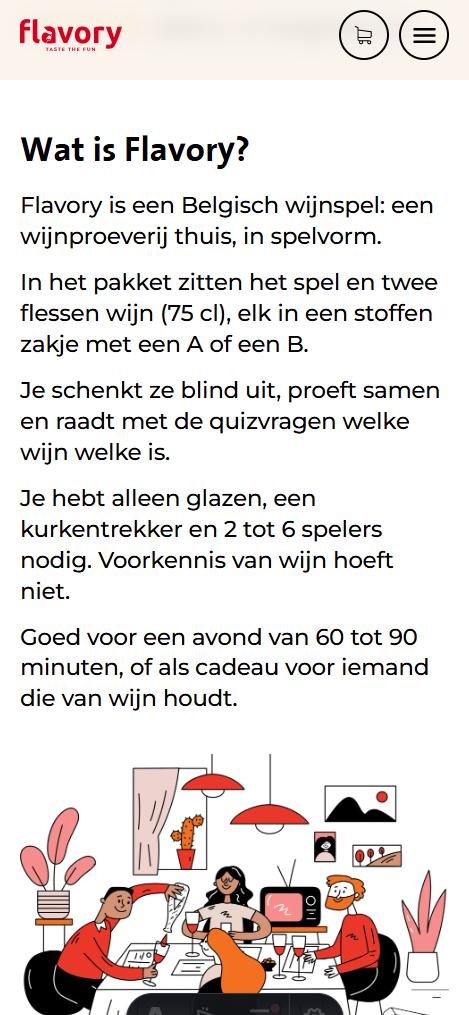 flavory
TASTE THE FUN
Wat is Flavory?
Flavory is een Belgisch wijnspel: een
wijnproeverij thuis, in spelvorm.
In het pakket zitten het spel en twee
flessen wijn (75 cl), elk in een stoffen
zakje met een A of een B.
Je schenkt ze blind uit, proeft samen
en raadt met de quizvragen welke
wijn welke is.
Je hebt alleen glazen, een
kurkentrekker en 2 tot 6 spelers
nodig. Voorkennis van wijn hoeft
niet.
Goed voor een avond van 60 tot 90
minuten, of als cadeau voor iemand
die van wijn houdt.